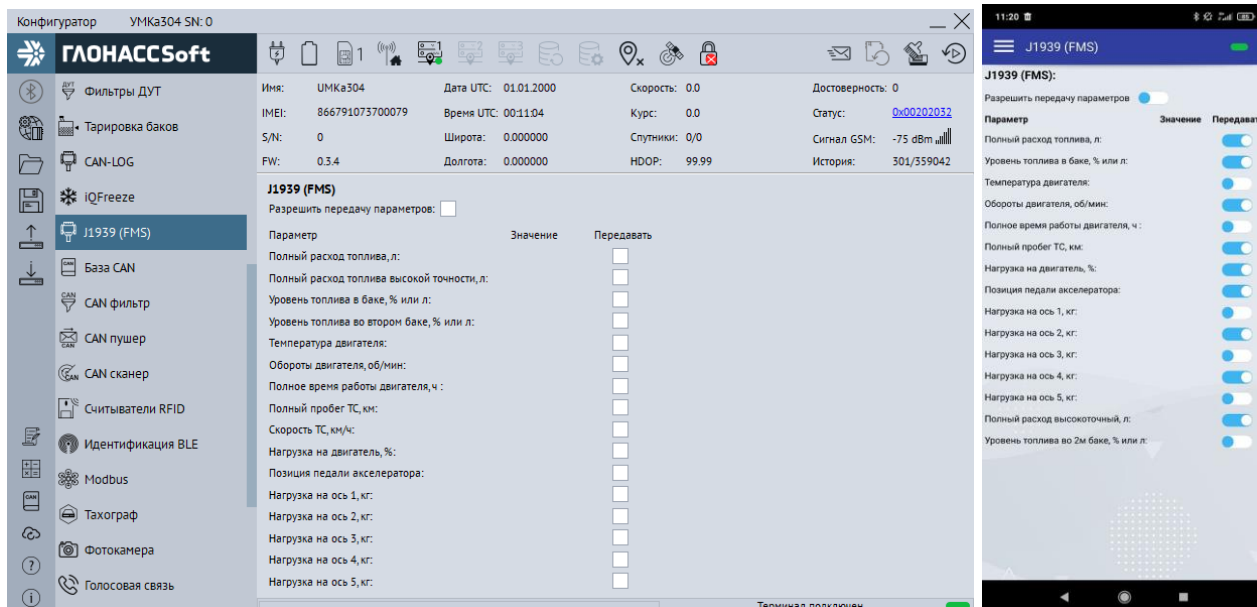 Конфигуратор УМКа304 SN: 0
ГЛОНАССSoft
Фильтры ДУТ
Тарировка баков
CAN-LOG
iQFreeze
J1939 (FMS)
База CAN
CAN фильтр
CAN пушер
CAN сканер
Считыватели RFID
Идентификация BLE
Modbus
Тахограф
Фотокамера
Голосовая связь
Имя: УМКа304 Дата UTC: 01.01.2000 Скорость: 0.0 Достоверность: 0
IMEI: 866791073700079 Время UTC: 00:11:04 Курс: 0.0 Статус: 0x00202032
S/N: 0 Широта: 0.000000 Спутники: 0/0 Сигнал GSM: -75 dBm
FW: 0.3.4 Долгота: 0.000000 HDOP: 99.99 История: 301/359042
J1939 (FMS)
Разрешить передачу параметров:
Параметр Значение Передавать
Полный расход топлива,л:
Полный расход топлива высокой точности,л:
Уровень топлива в баке,% или л:
Уровень топлива во втором баке,% или л:
Температура двигателя:
Обороты двигателя,об/мин:
Полное время работы двигателя,ч :
Полный пробег ТС,км:
Скорость ТС,км/ч:
Нагрузка на двигатель,%:
Позиция педали акселератора:
Нагрузка на ось 1,кг:
Нагрузка на ось 2,кг:
Нагрузка на ось 3,кг:
Нагрузка на ось 4,кг:
Нагрузка на ось 5,кг:
Терминал подключен
11:20
J1939 (FMS)
J1939 (FMS):
Разрешить передачу параметров
Параметр Значение Передават
Полный расход топлива, л:
Уровень топлива в баке, % или л:
Температура двигателя:
Обороты двигателя, об/мин:
Полное время работы двигателя, ч :
Полный пробег ТС, км:
Нагрузка на двигатель, %:
Позиция педали акселератора:
Нагрузка на ось 1, кг:
Нагрузка на ось 2, кг:
Нагрузка на ось 3, кг:
Нагрузка на ось 4, кг:
Нагрузка на ось 5, кг:
Полный расход высокоточный, л:
Уровень топлива во 2м баке, % или л: